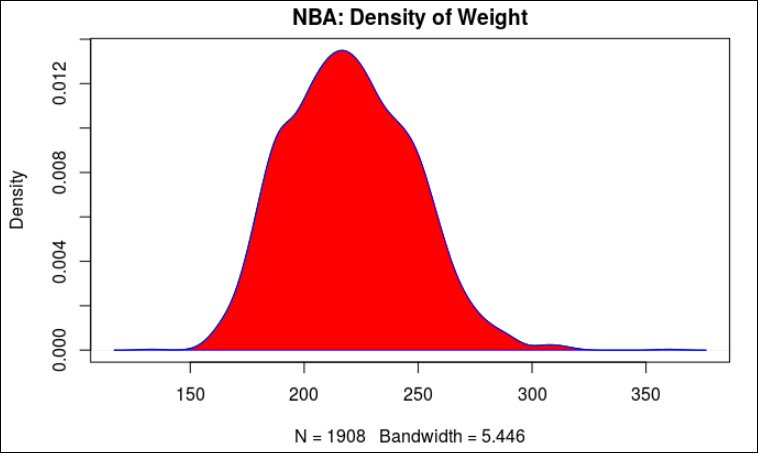 NBA: Density of Weight
Density
0.012
0.008
0.004
0.000
150 200 250 300 350
N = 1908 Bandwidth = 5.446